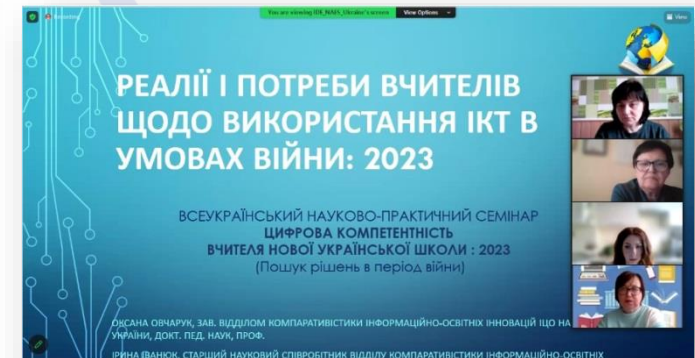 Recording
You are viewing IDE_NAES_Ukraine's screen
View Options
View
РЕАЛІЇ І ПОТРЕБИ ВЧИТЕЛІВ
ЩОДО ВИКОРИСТАННЯ ІКТ В
УМОВАХ ВІЙНИ: 2023
ВСЕУКРАЇНСЬКИЙ НАУКОВО-ПРАКТИЧНИЙ СЕМІНАР
ЦИФРОВА КОМПЕТЕНТНІСТЬ
ВЧИТЕЛЯ НОВОЇ УКРАЇНСЬКОЇ ШКОЛИ : 2023
(Пошук рішень в період війни)
ОКСАНА ОВЧАРУК, ЗАВ. ВІДДІЛОМ КОМПАРАТИВІСТИКИ ІНФОРМАЦІЙНО-ОСВІТНІХ ІННОВАЦІЙ ІЦО НА
УКРАЇНИ, ДОКТ. ПЕД. НАУК, ПРОФ.
ІРИНА ІВАНЮК, СТАРШИЙ НАУКОВИЙ СПІВРОБІТНИК ВІДДІЛУ КОМПАРАТИВІСТИКИ ІНФОРМАЦІЙНО-ОСВІТНІХ